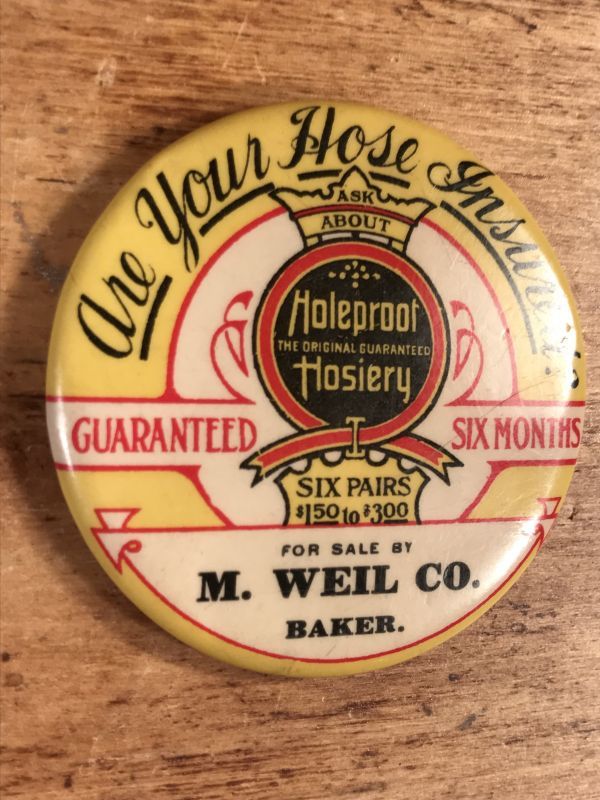 Are Your Hose Insured?
ASK
ABOUT
Holeproof
THE ORIGINAL GUARANTEED
Hosiery
GUARANTEED
SIX MONTHS
SIX PAIRS
$1.50 to $3.00
FOR SALE BY
M. WEIL CO.
BAKER.